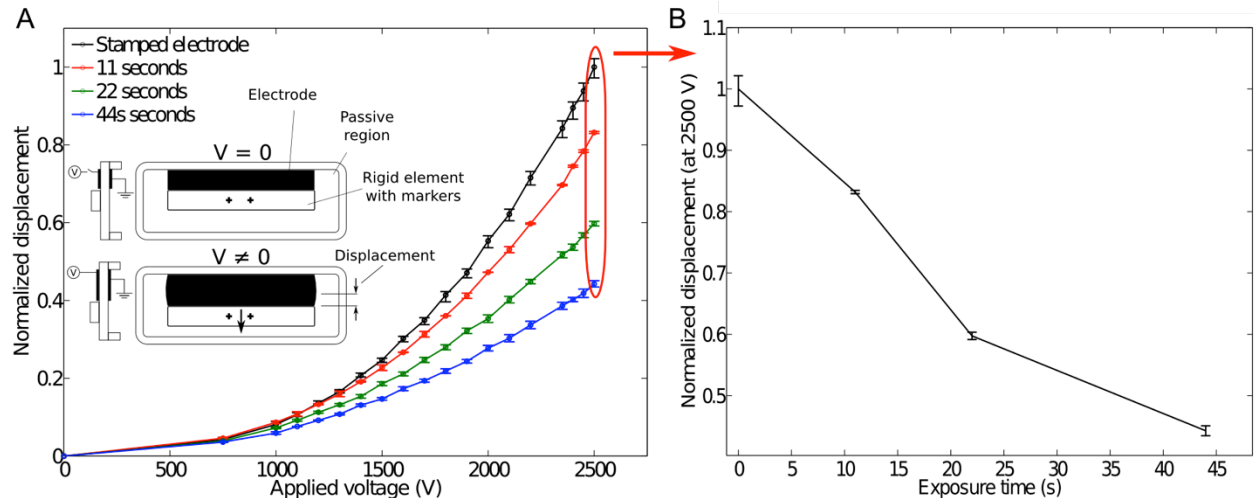 A
Stamped electrode
11 seconds
22 seconds
44s seconds
Electrode
Passive
region
V = 0
V
Rigid element
with markers
V ≠ 0
V
Displacement
Normalized displacement
1
0.8
0.6
0.4
0.2
0
0
500
1000
1500
2000
2500
Applied voltage (V)
B
Normalized displacement (at 2500 V)
1.1
1
0.9
0.8
0.7
0.6
0.5
0
5
10
15
20
25
30
35
40
45
Exposure time (s)